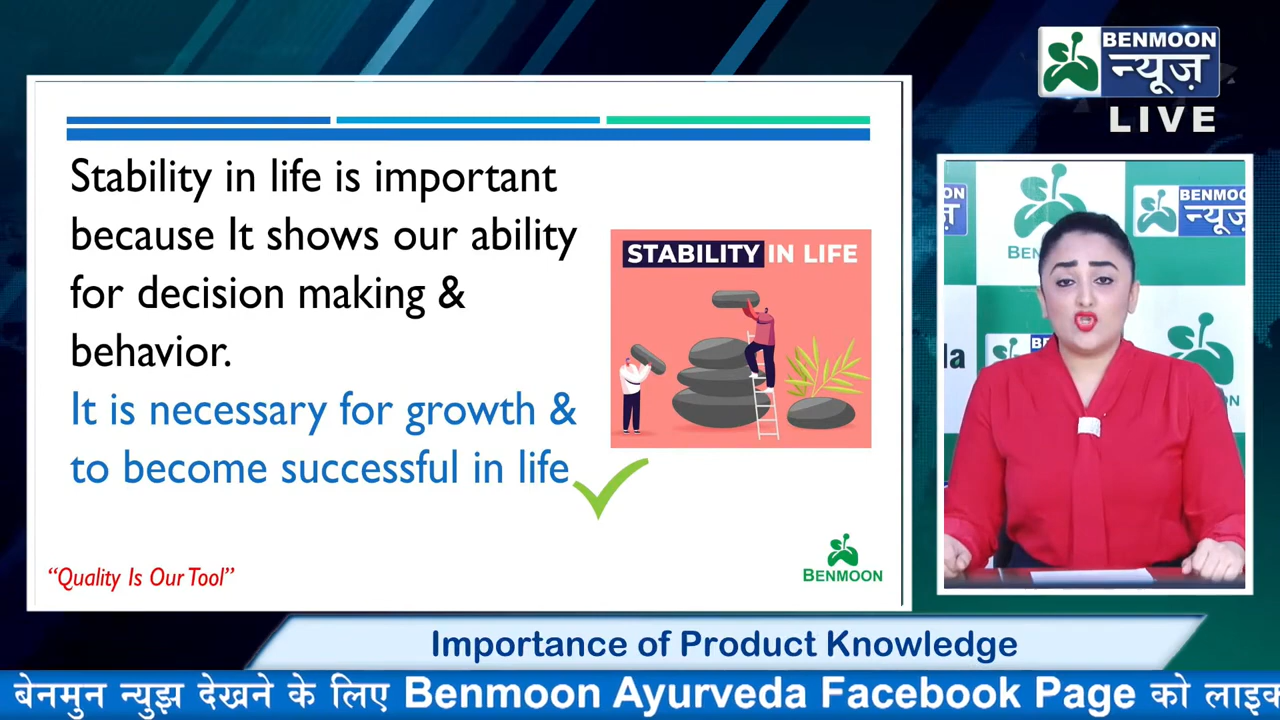 BENMOON
न्यूज़
LIVE
Stability in life is important
because It shows our ability
for decision making &
behavior.
It is necessary for growth &
to become successful in life
STABILITY IN LIFE
"Quality Is Our Tool"
BENMOON
BENMOON
न्यूज़
Importance of Product Knowledge
बेनमुन न्युझ देखने के लिए Benmoon Ayurveda Facebook Page को लाइक